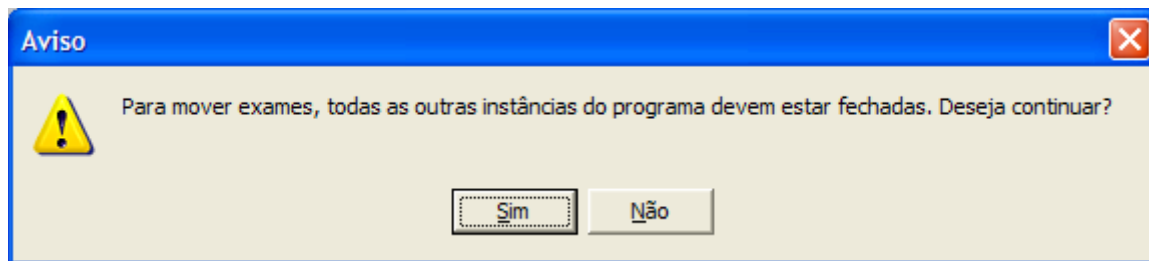 Aviso
Para mover exames, todas as outras instâncias do programa devem estar fechadas. Deseja continuar?
Sim
Não